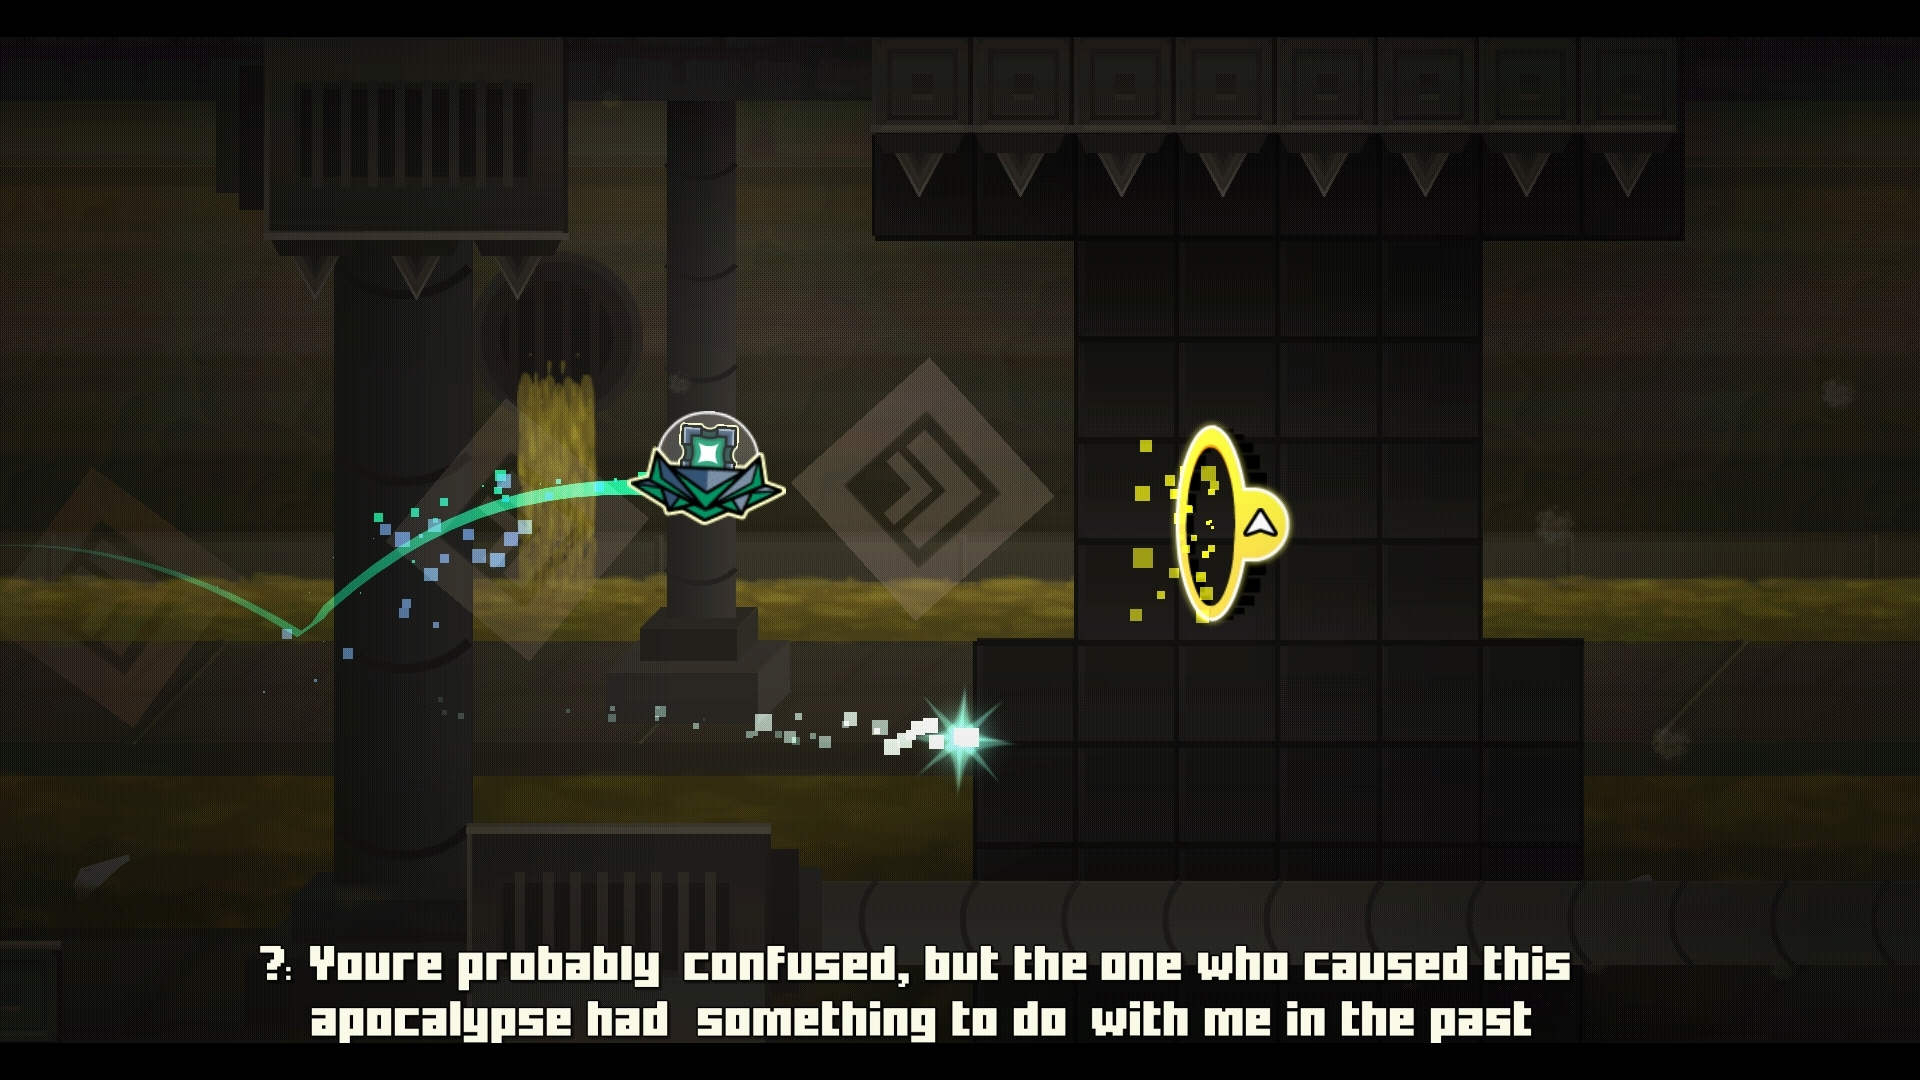 ?: Youre probably confused, but the one who caused this
apocalypse had something to do with me in the past